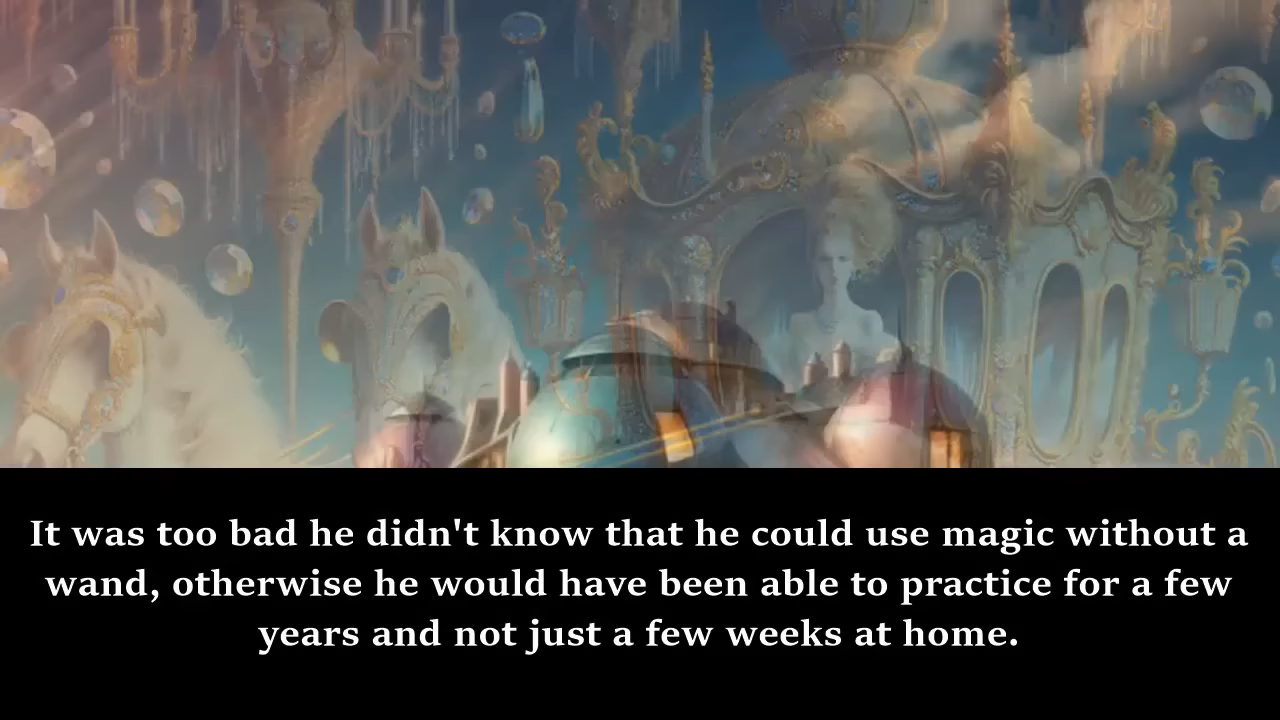 It was too bad he didn't know that he could use magic without a
wand, otherwise he would have been able to practice for a few
years and not just a few weeks at home.